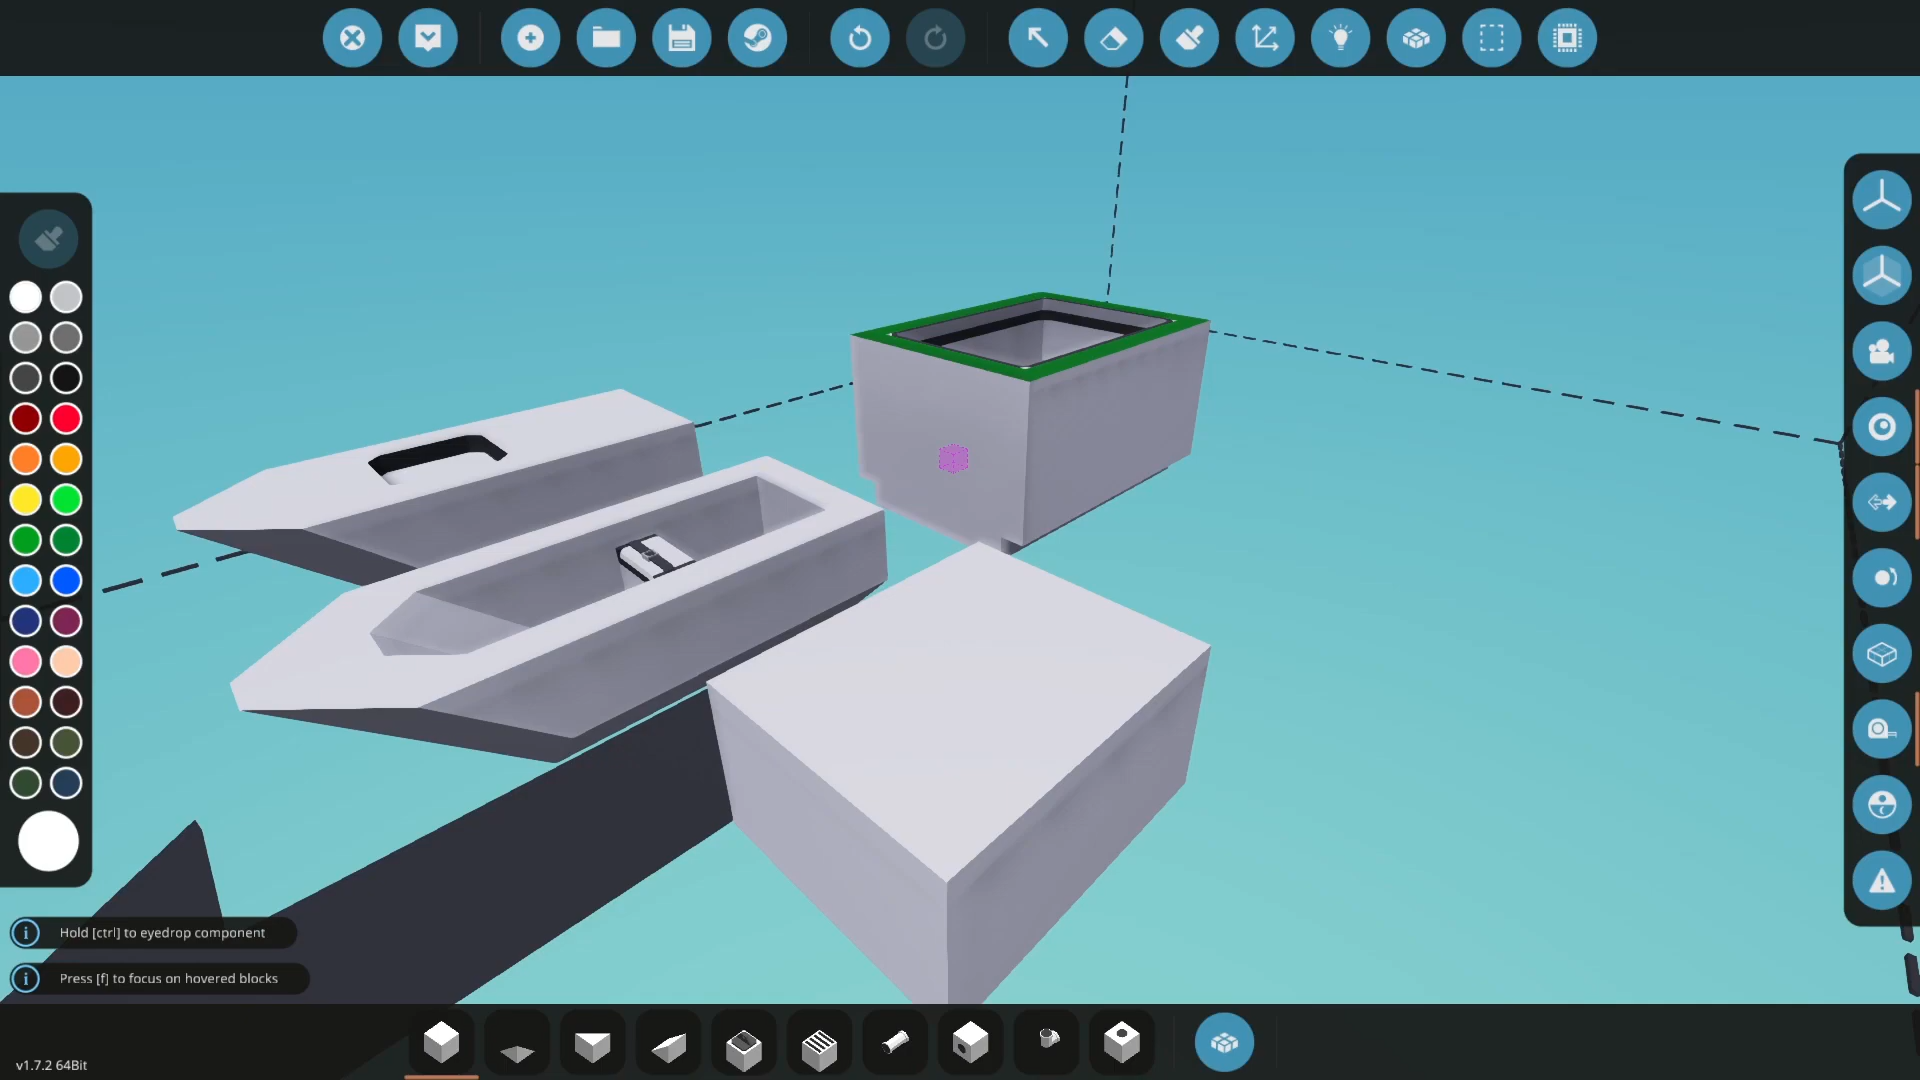 Hold [ctrl] to eyedrop component
Press [f] to focus on hovered blocks
v1.7.2 64Bit